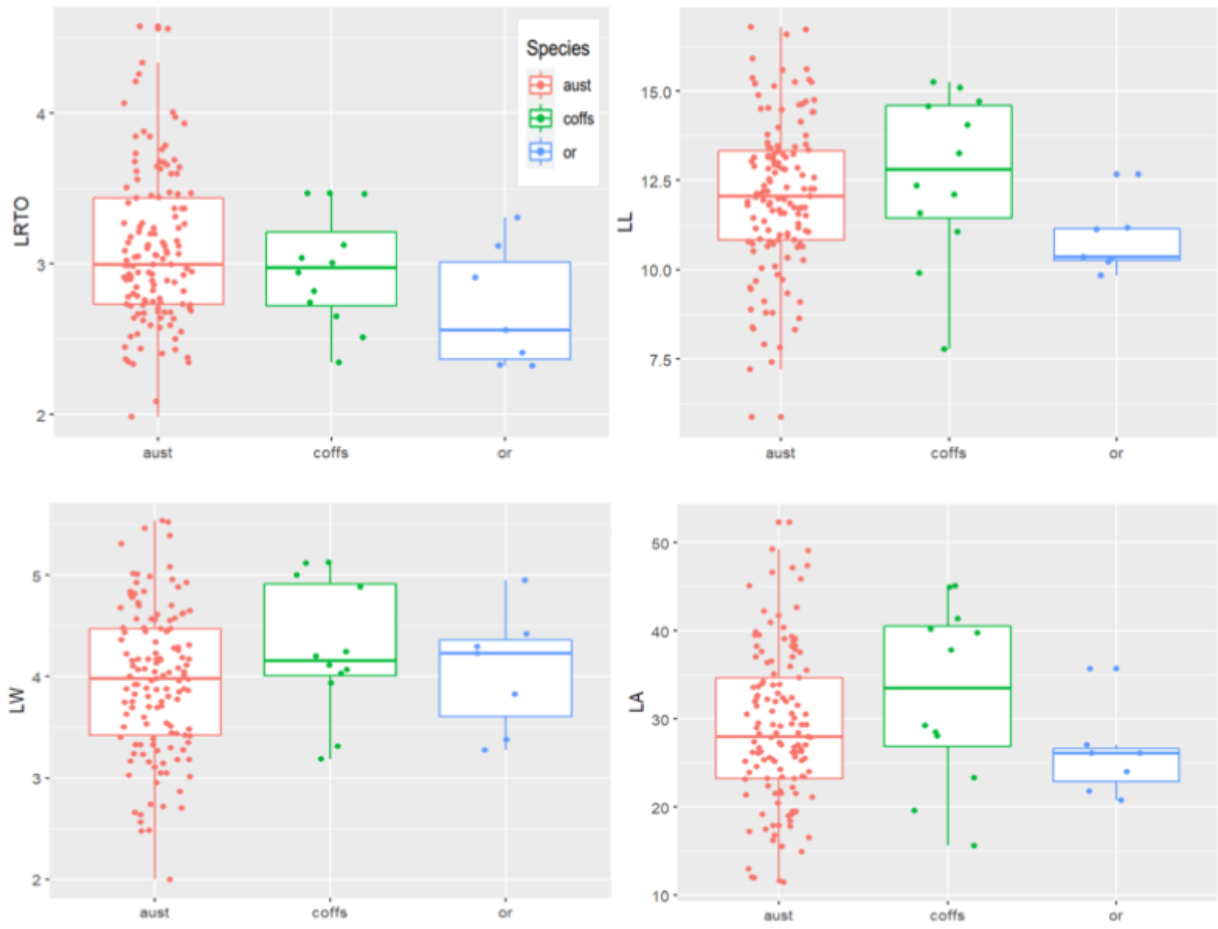 LRTO
4
3
2
aust
coffs
or
Species
aust
coffs
or
LL
15.0
12.5
10.0
7.5
aust
coffs
or
LW
5
4
3
2
aust
coffs
or
LA
50
40
30
20
10
aust
coffs
or